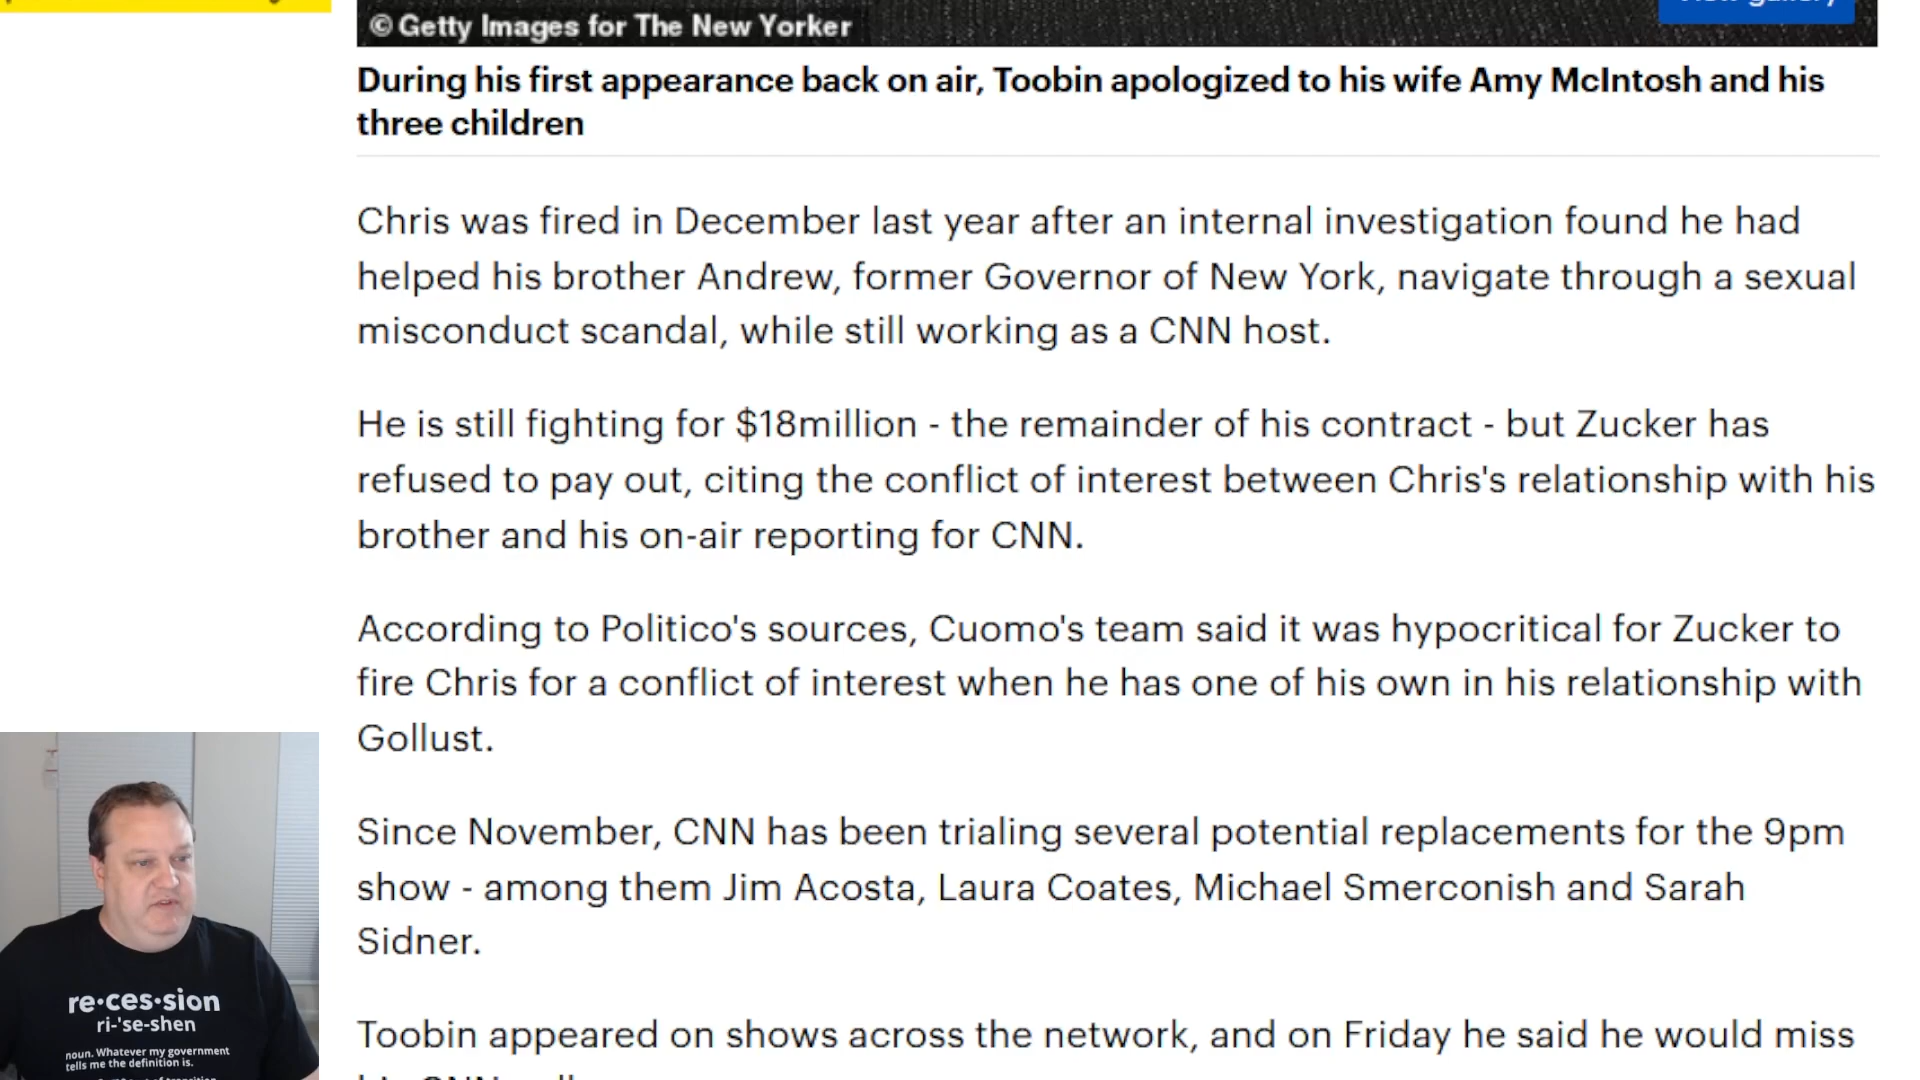 © Getty Images for The New Yorker
During his first appearance back on air, Toobin apologized to his wife Amy McIntosh and his
three children
Chris was fired in December last year after an internal investigation found he had
helped his brother Andrew, former Governor of New York, navigate through a sexual
misconduct scandal, while still working as a CNN host.
He is still fighting for $18million - the remainder of his contract - but Zucker has
refused to pay out, citing the conflict of interest between Chris's relationship with his
brother and his on-air reporting for CNN.
According to Politico's sources, Cuomo's team said it was hypocritical for Zucker to
fire Chris for a conflict of interest when he has one of his own in his relationship with
Gollust.
Since November, CNN has been trialing several potential replacements for the 9pm
show - among them Jim Acosta, Laura Coates, Michael Smerconish and Sarah
Sidner.
Toobin appeared on shows across the network, and on Friday he said he would miss
re·ces·sion
ri-'se-shen
noun. Whatever my government
tells me the definition is.